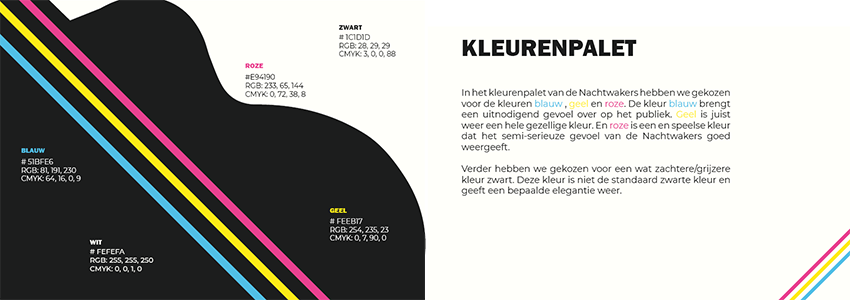 ZWART
# 1C1D1D
RGB: 28, 29, 29
CMYK: 3, 0, 0, 88
ROZE
#E94190
RGB: 233, 65, 144
CMYK: 0, 72, 38, 8
BLAUW
# 51BFE6
RGB: 81, 191, 230
CMYK: 64, 16, 0, 9
GEEL
# FEEB17
RGB: 254, 235, 23
CMYK: 0, 7, 90, 0
WIT
# FEFEFA
RGB: 255, 255, 250
CMYK: 0, 0, 1, 0
KLEURENPALET
In het kleurenpalet van de Nachtwakers hebben we gekozen
voor de kleuren blauw , geel en roze. De kleur blauw brengt
een uitnodigend gevoel over op het publiek. Geel is juist
weer een hele gezellige kleur. En roze is een en speelse kleur
dat het semi-serieuze gevoel van de Nachtwakers goed
weergeeft.
Verder hebben we gekozen voor een wat zachtere/grijzere
kleur zwart. Deze kleur is niet de standaard zwarte kleur en
geeft een bepaalde elegantie weer.